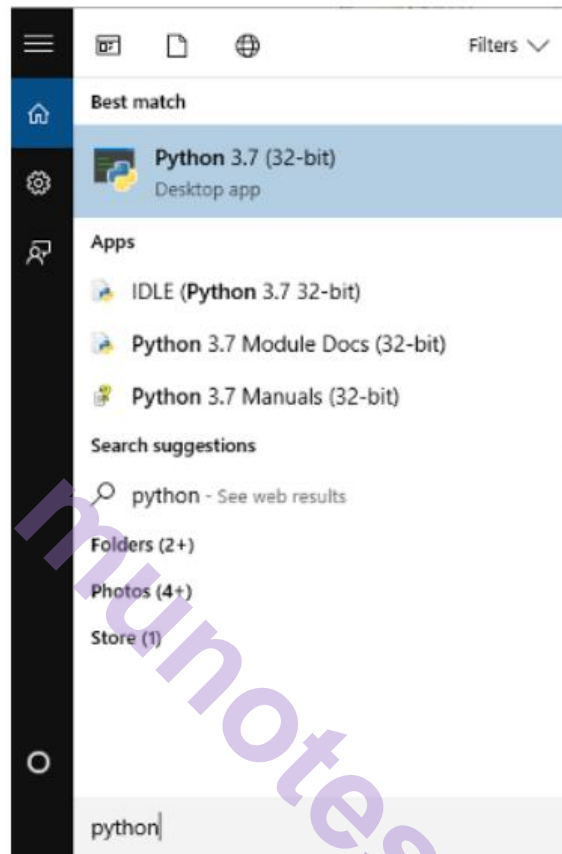 Filters
Best match
Python 3.7 (32-bit)
Desktop app
Apps
IDLE (Python 3.7 32-bit)
Python 3.7 Module Docs (32-bit)
Python 3.7 Manuals (32-bit)
Search suggestions
python - See web results
Folders (2+)
Photos (4+)
Store (1)
python
munotes